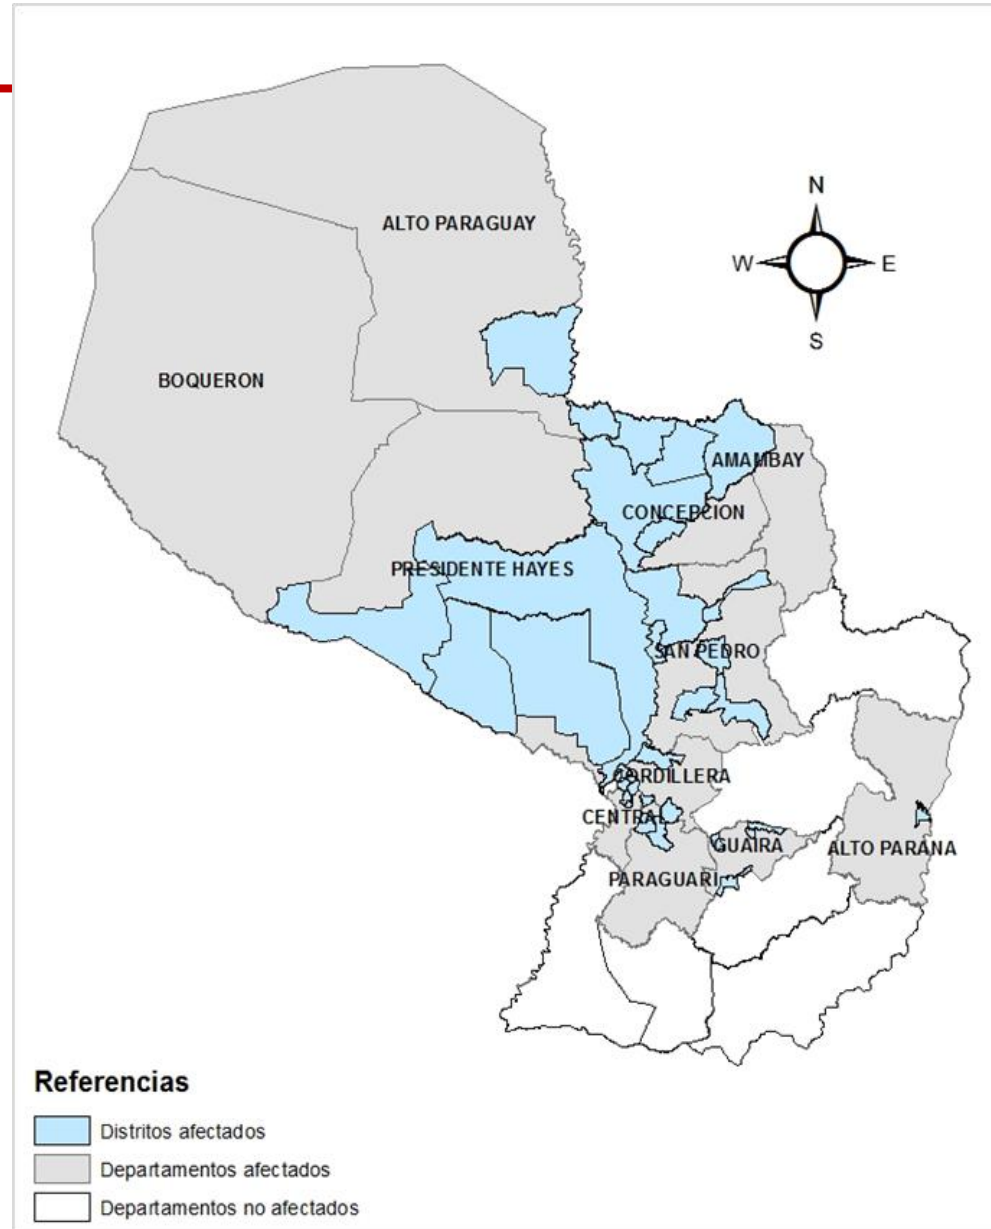 N
W
E
S
ALTO PARAGUAY
BOQUERON
AMAMBAY
CONCEPCION
PRESIDENTE HAYES
SAN PEDRO
CORDILLERA
CENTRAL
GUAIRA
ALTO PARANA
PARAGUARI
Referencias
Distritos afectados
Departamentos afectados
Departamentos no afectados